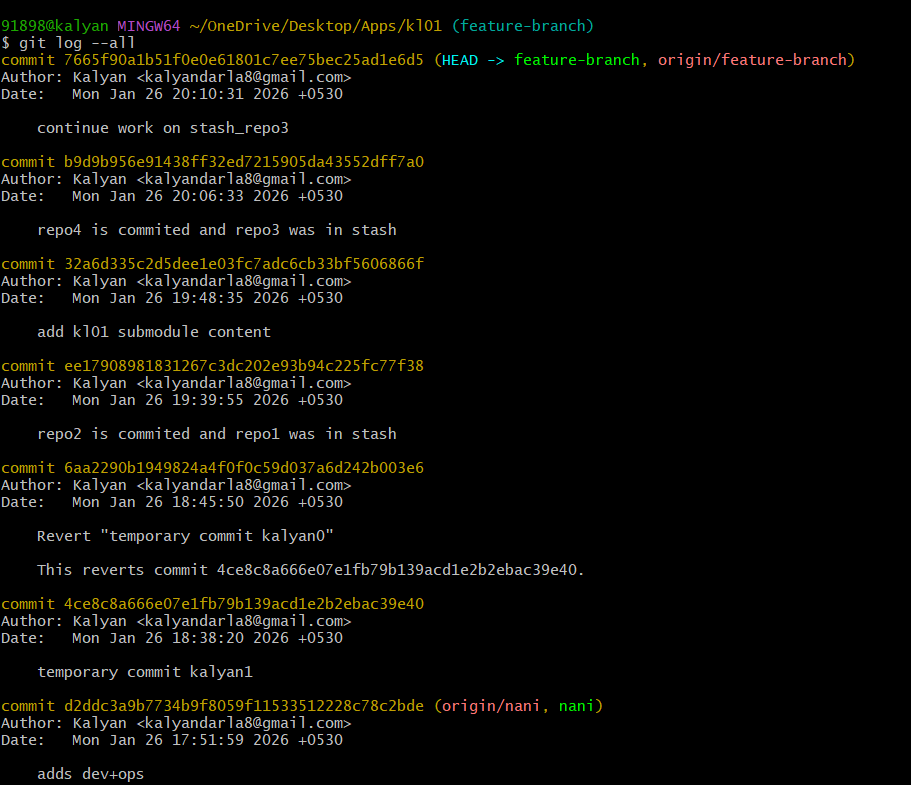 91898@kalyan MINGW64 ~/OneDrive/Desktop/Apps/kl01 (feature-branch)
$ git log --all
commit 7665f90a1b51f0e0e61801c7ee75bec25ad1e6d5 (HEAD -> feature-branch, origin/feature-branch)
Author: Kalyan <kalyandarla8@gmail.com>
Date:   Mon Jan 26 20:10:31 2026 +0530

    continue work on stash_repo3

commit b9d9b956e91438ff32ed7215905da43552dff7a0
Author: Kalyan <kalyandarla8@gmail.com>
Date:   Mon Jan 26 20:06:33 2026 +0530

    repo4 is commited and repo3 was in stash

commit 32a6d335c2d5dee1e03fc7adc6cb33bf5606866f
Author: Kalyan <kalyandarla8@gmail.com>
Date:   Mon Jan 26 19:48:35 2026 +0530

    add kl01 submodule content

commit ee17908981831267c3dc202e93b94c225fc77f38
Author: Kalyan <kalyandarla8@gmail.com>
Date:   Mon Jan 26 19:39:55 2026 +0530

    repo2 is commited and repo1 was in stash

commit 6aa2290b1949824a4f0f0c59d037a6d242b003e6
Author: Kalyan <kalyandarla8@gmail.com>
Date:   Mon Jan 26 18:45:50 2026 +0530

    Revert "temporary commit kalyan0"

    This reverts commit 4ce8c8a666e07e1fb79b139acd1e2b2ebac39e40.

commit 4ce8c8a666e07e1fb79b139acd1e2b2ebac39e40
Author: Kalyan <kalyandarla8@gmail.com>
Date:   Mon Jan 26 18:38:20 2026 +0530

    temporary commit kalyan1

commit d2ddc3a9b7734b9f8059f11533512228c78c2bde (origin/nani, nani)
Author: Kalyan <kalyandarla8@gmail.com>
Date:   Mon Jan 26 17:51:59 2026 +0530

    adds dev+ops